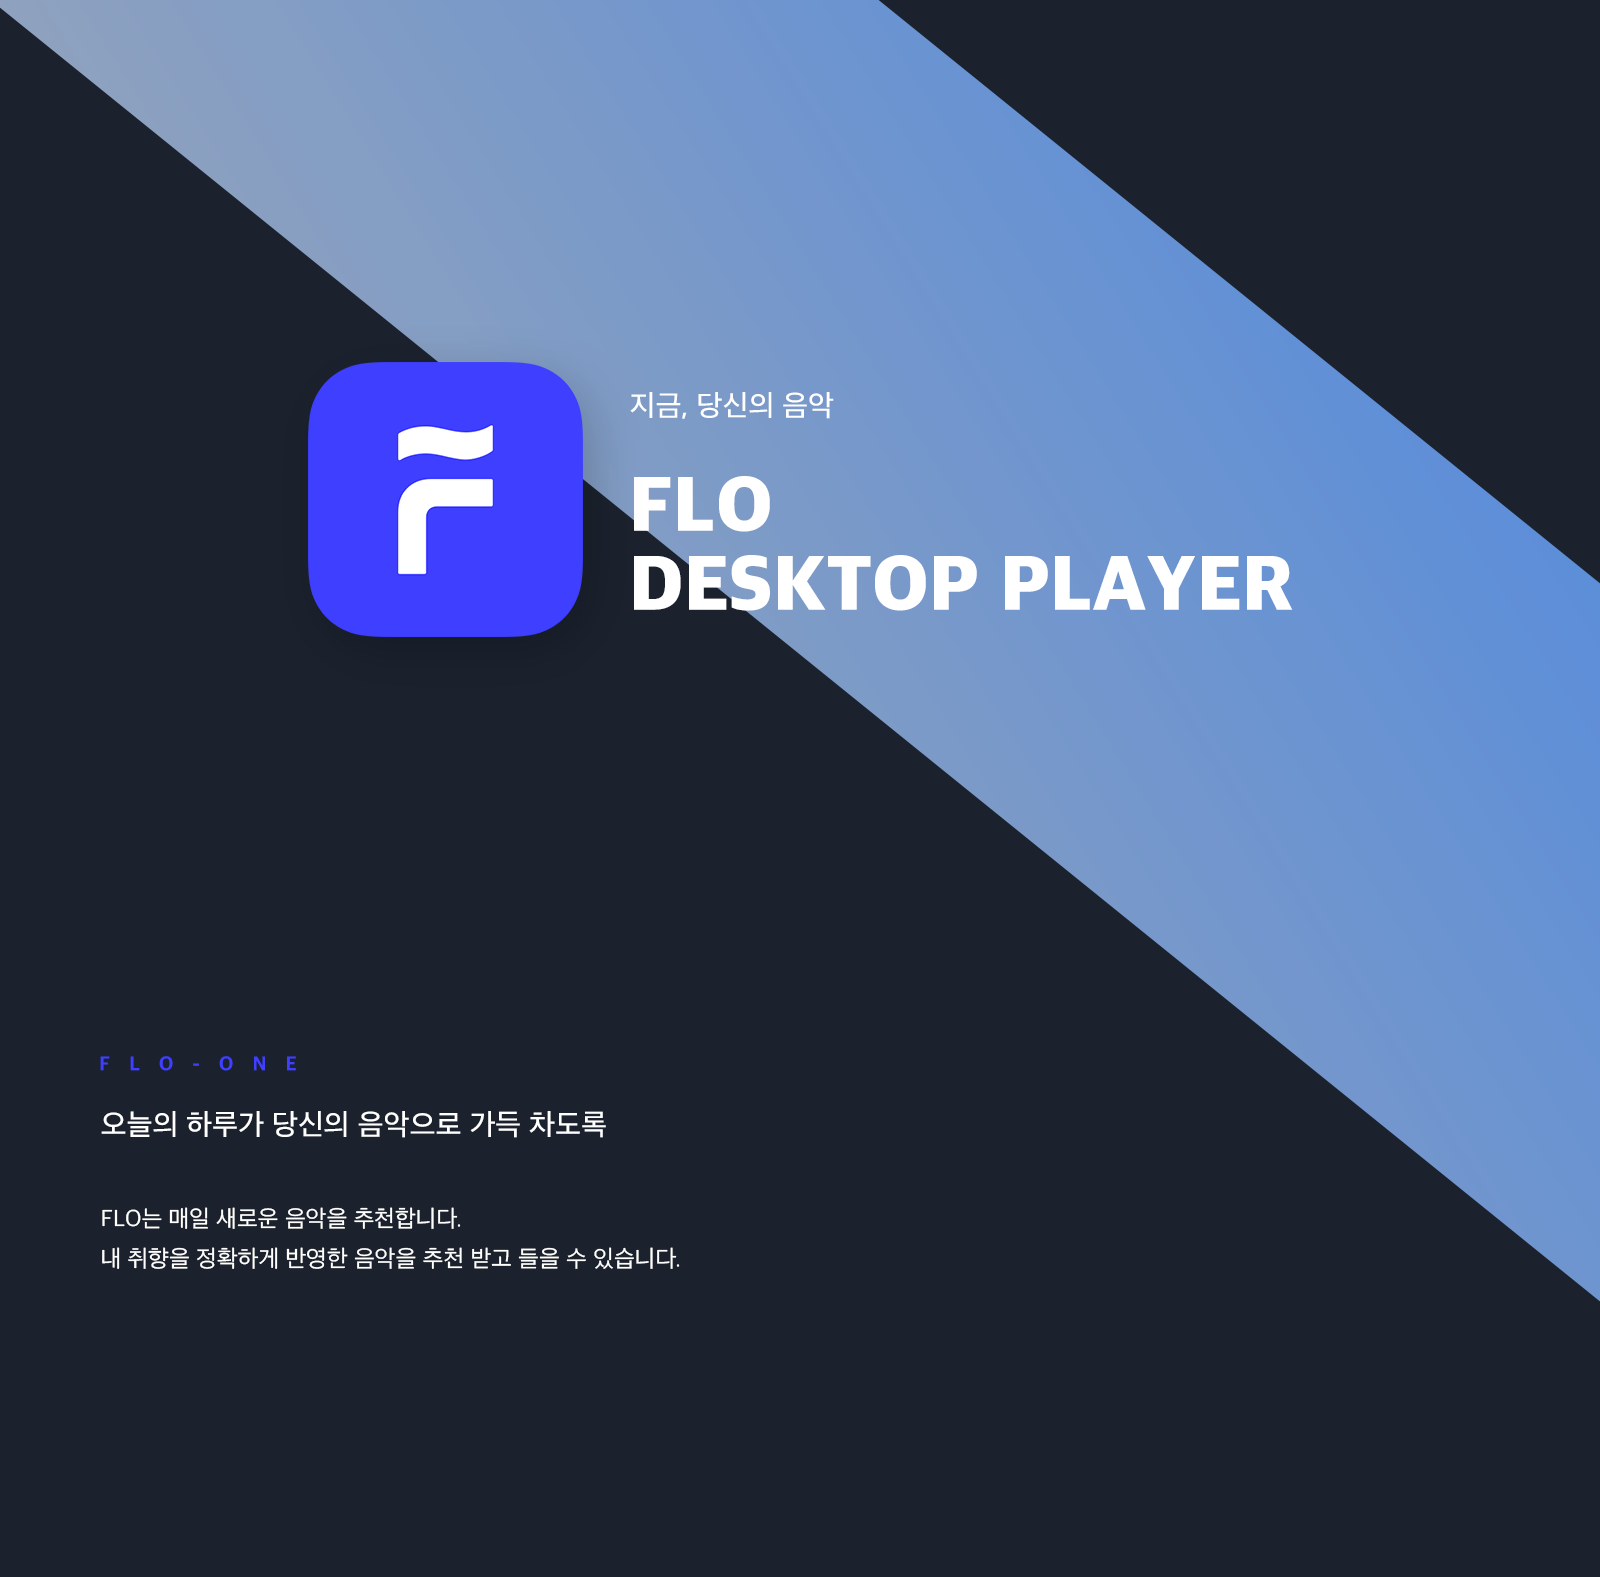 지금, 당신의 음악
FLO
DESKTOP PLAYER
FLO-ONE
오늘의 하루가 당신의 음악으로 가득 차도록
FLO는 매일 새로운 음악을 추천합니다.
내 취향을 정확하게 반영한 음악을 추천 받고 들을 수 있습니다.